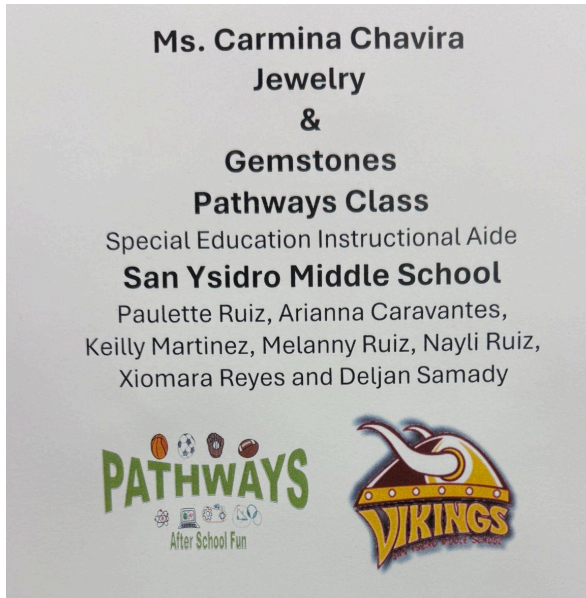 Ms. Carmina Chavira
Jewelry
&
Gemstones
Pathways Class
Special Education Instructional Aide
San Ysidro Middle School
Paulette Ruiz, Arianna Caravantes,
Keilly Martinez, Melanny Ruiz, Nayli Ruiz,
Xiomara Reyes and Deljan Samady
PATHWAYS
After School Fun
VIKINGS